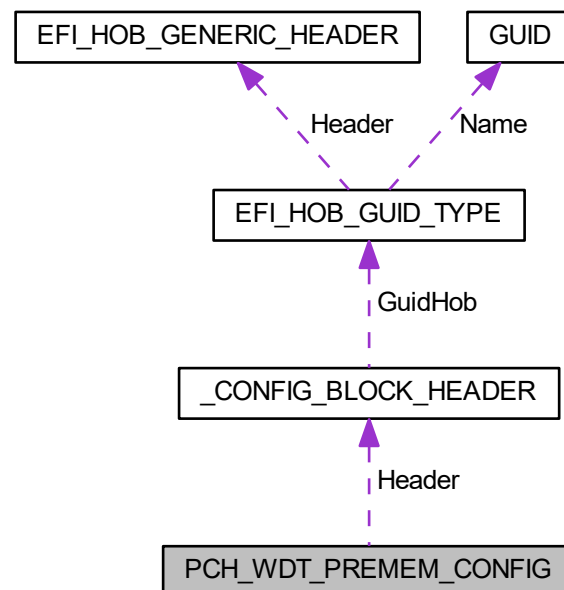 EFI_HOB_GENERIC_HEADER
GUID
Header
Name
EFI_HOB_GUID_TYPE
GuidHob
_CONFIG_BLOCK_HEADER
Header
PCH_WDT_PREMEM_CONFIG